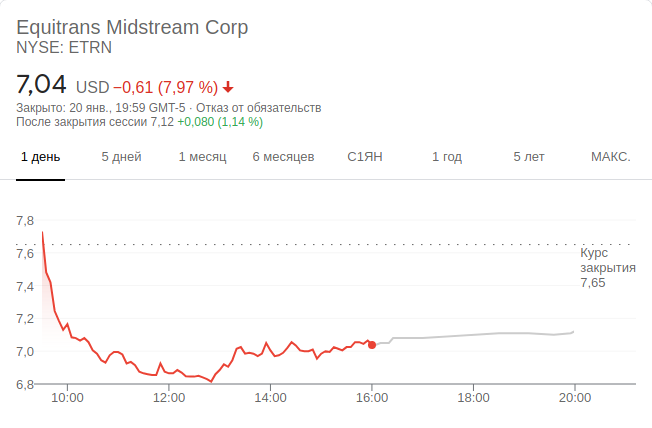 Equitrans Midstream Corp
NYSE: ETRN
7,04 USD −0,61 (7,97 %)
Закрыто: 20 янв., 19:59 GMT-5 · Отказ от обязательств
После закрытия сессии 7,12 +0,080 (1,14 %)
1 день 5 дней 1 месяц 6 месяцев С1ЯН 1 год 5 лет МАКС.
7,8
7,6
7,4
7,2
7,0
6,8
Курс
закрытия
7,65
10:00 12:00 14:00 16:00 18:00 20:00